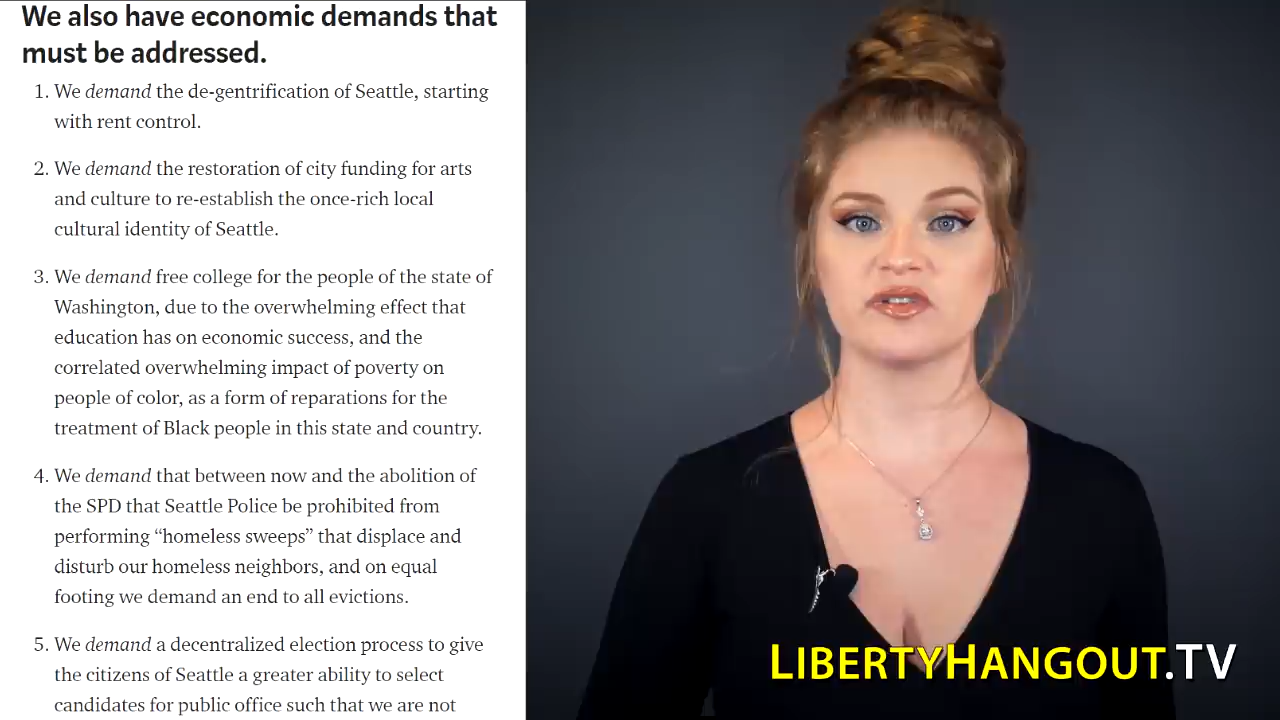 We also have economic demands that
must be addressed.
1. We demand the de-gentrification of Seattle, starting
with rent control.
2. We demand the restoration of city funding for arts
and culture to re-establish the once-rich local
cultural identity of Seattle.
3. We demand free college for the people of the state of
Washington, due to the overwhelming effect that
education has on economic success, and the
correlated overwhelming impact of poverty on
people of color, as a form of reparations for the
treatment of Black people in this state and country.
4. We demand that between now and the abolition of
the SPD that Seattle Police be prohibited from
performing “homeless sweeps” that displace and
disturb our homeless neighbors, and on equal
footing we demand an end to all evictions.
5. We demand a decentralized election process to give
the citizens of Seattle a greater ability to select
candidates for public office such that we are not
LIBERTYHANGOUT.TV